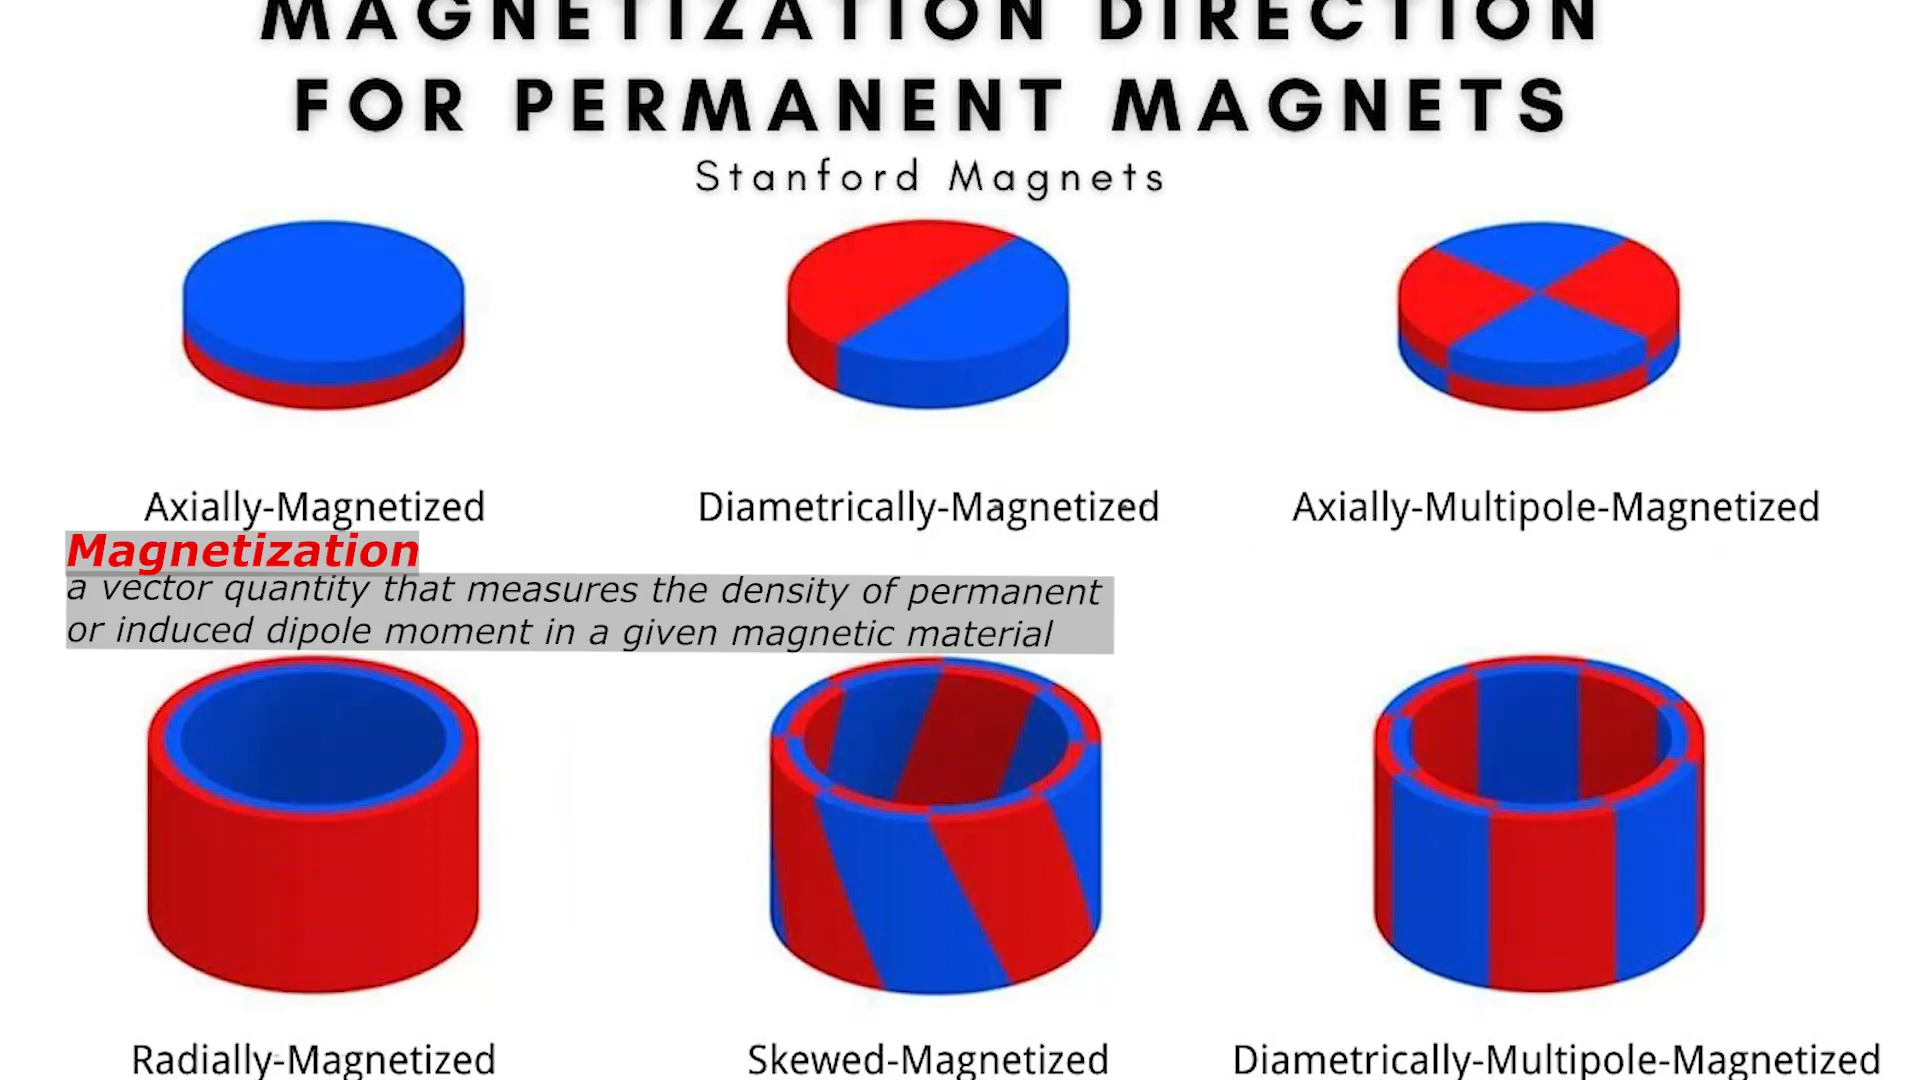 MAGNETIZATION DIRECTION
FOR PERMANENT MAGNETS
Stanford Magnets
Axially-Magnetized
Diametrically-Magnetized
Axially-Multipole-Magnetized
Magnetization
a vector quantity that measures the density of permanent
or induced dipole moment in a given magnetic material
Radially-Magnetized
Skewed-Magnetized
Diametrically-Multipole-Magnetized